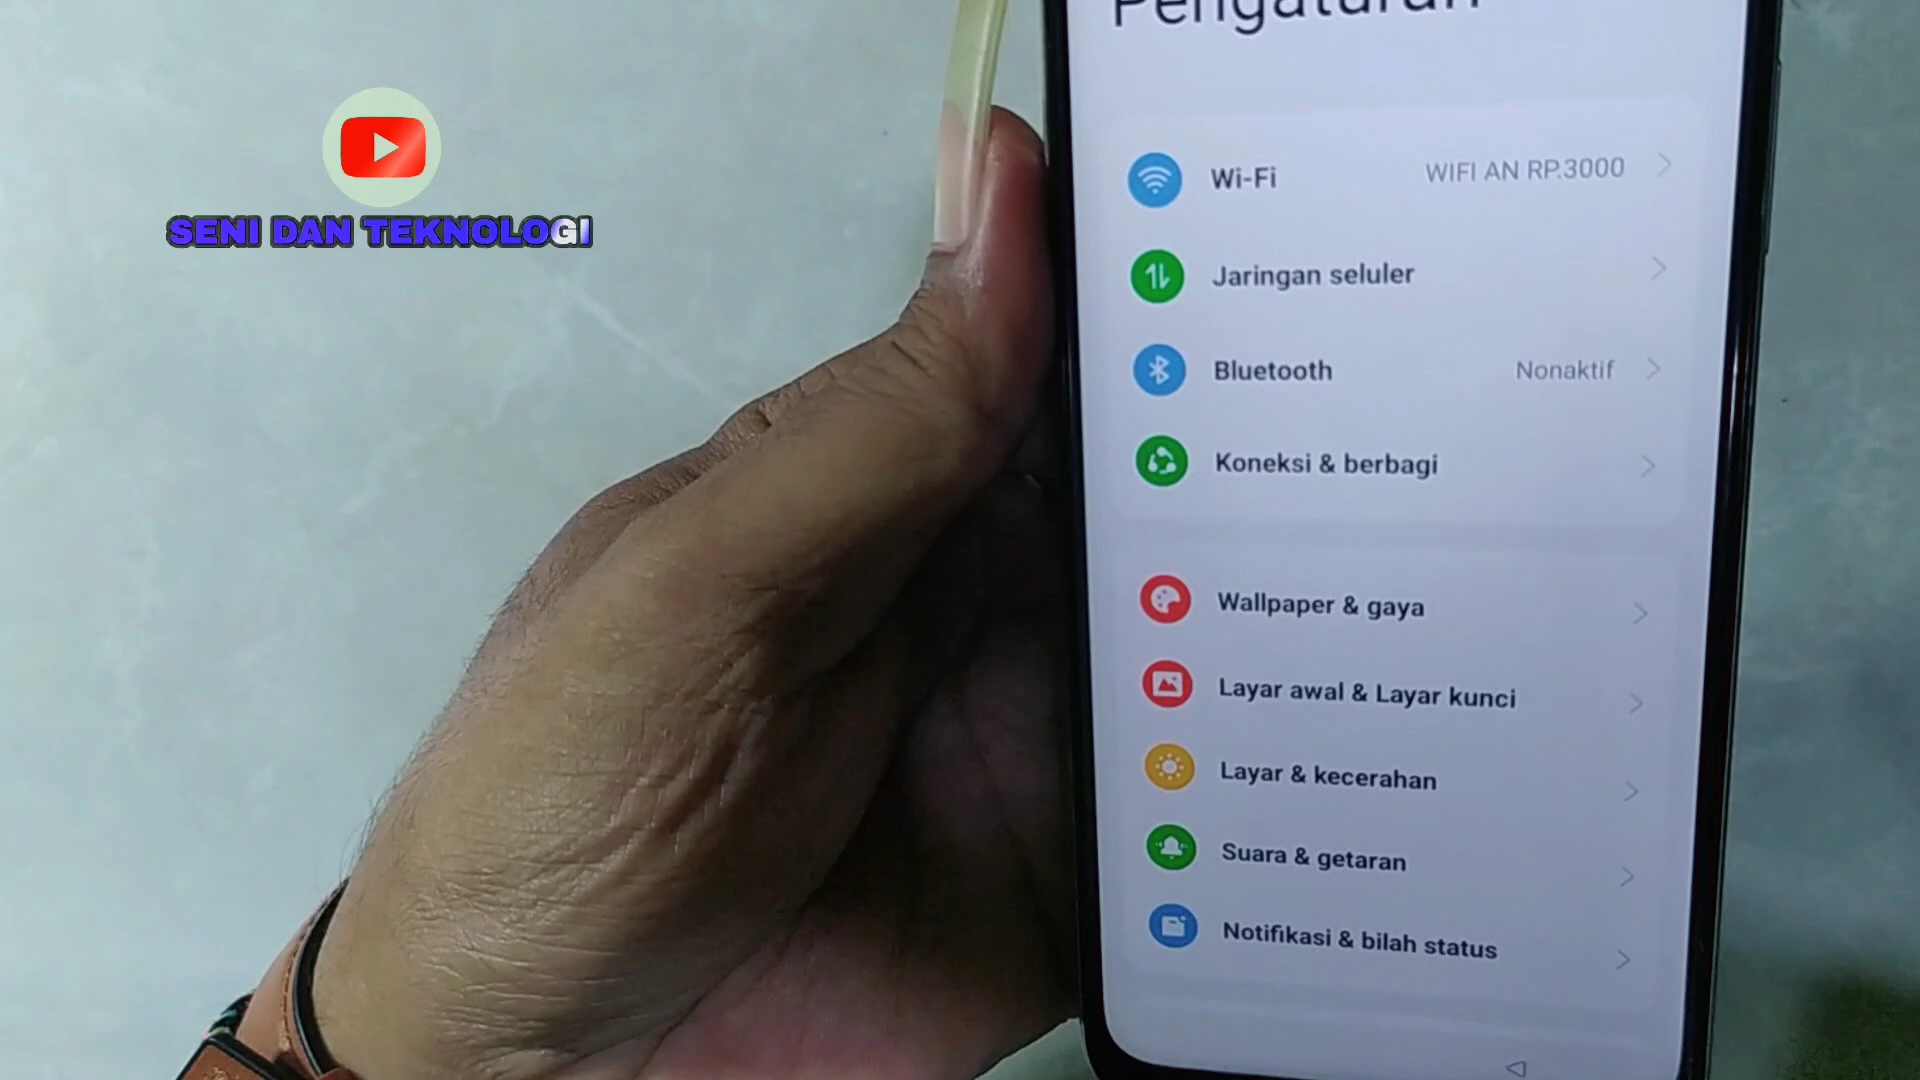 Pengaturan
SENI DAN TEKNOLOGI
Wi-Fi WIFI AN RP.3000
Jaringan seluler
Bluetooth Nonaktif
Koneksi & berbagi
Wallpaper & gaya
Layar awal & Layar kunci
Layar & kecerahan
Suara & getaran
Notifikasi & bilah status